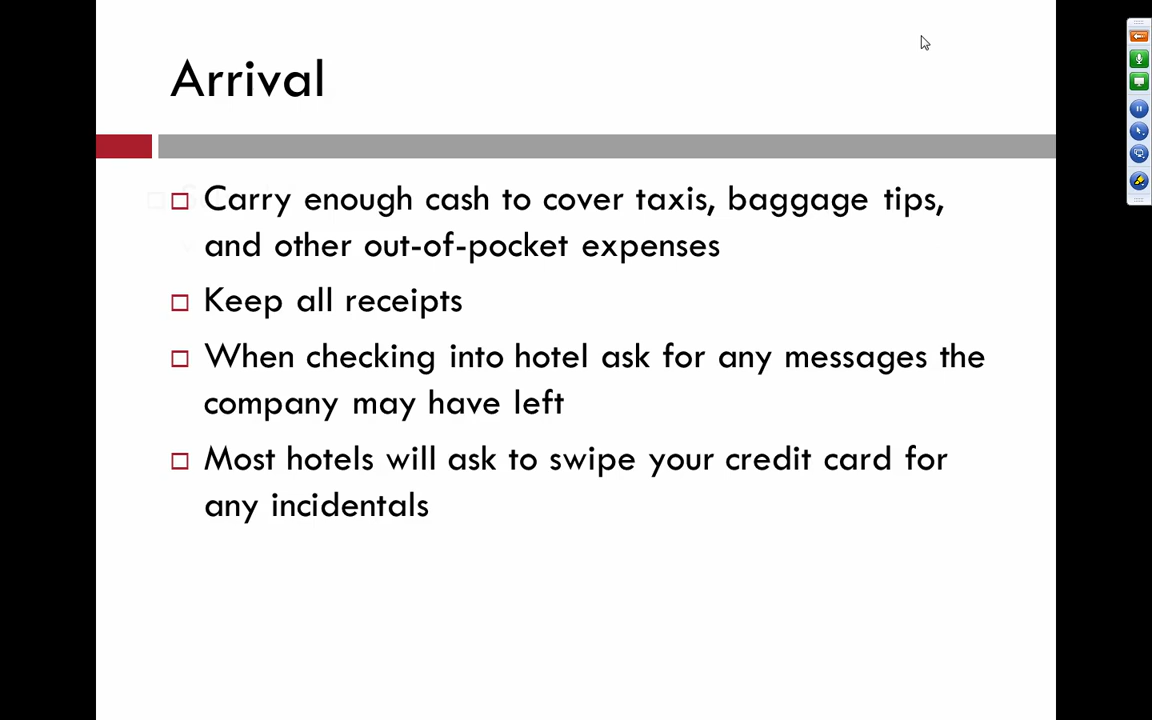 Arrival
Carry enough cash to cover taxis, baggage tips,
and other out-of-pocket expenses
Keep all receipts
When checking into hotel ask for any messages the
company may have left
Most hotels will ask to swipe your credit card for
any incidentals